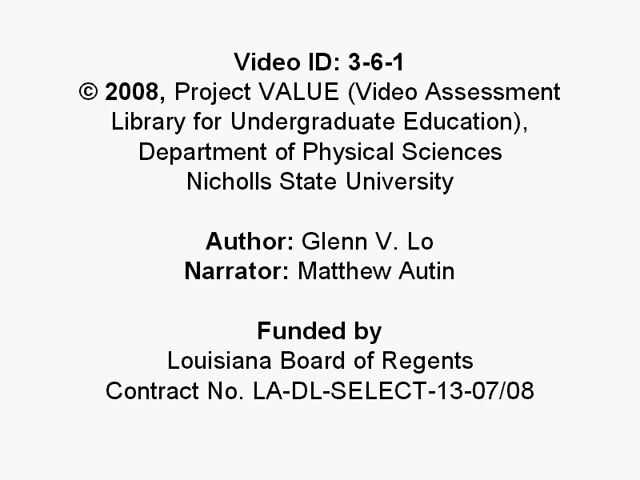 Video ID: 3-6-1
© 2008, Project VALUE (Video Assessment
Library for Undergraduate Education),
Department of Physical Sciences
Nicholls State University
Author: Glenn V. Lo
Narrator: Matthew Autin
Funded by
Louisiana Board of Regents
Contract No. LA-DL-SELECT-13-07/08